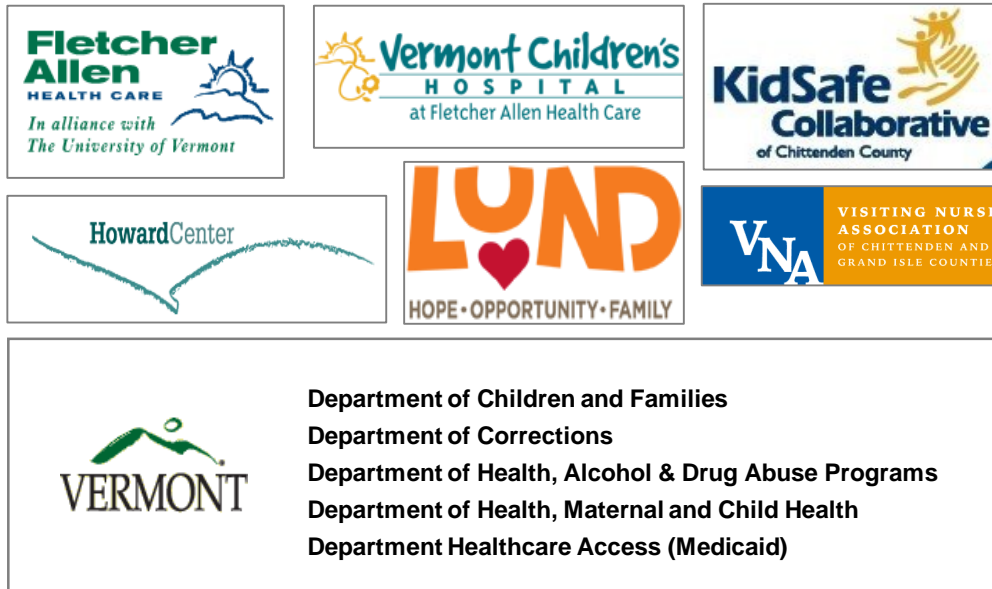 Fletcher
Allen
HEALTH CARE
In alliance with
The University of Vermont
Vermont Children's
HOSPITAL
at Fletcher Allen Health Care
KidSafe
Collaborative
of Chittenden County
HowardCenter
LUND
HOPE • OPPORTUNITY • FAMILY
VNA
VISITING NURS
ASSOCIATION
OF CHITTENDEN AND
GRAND ISLE COUNTIE
VERMONT
Department of Children and Families
Department of Corrections
Department of Health, Alcohol & Drug Abuse Programs
Department of Health, Maternal and Child Health
Department Healthcare Access (Medicaid)